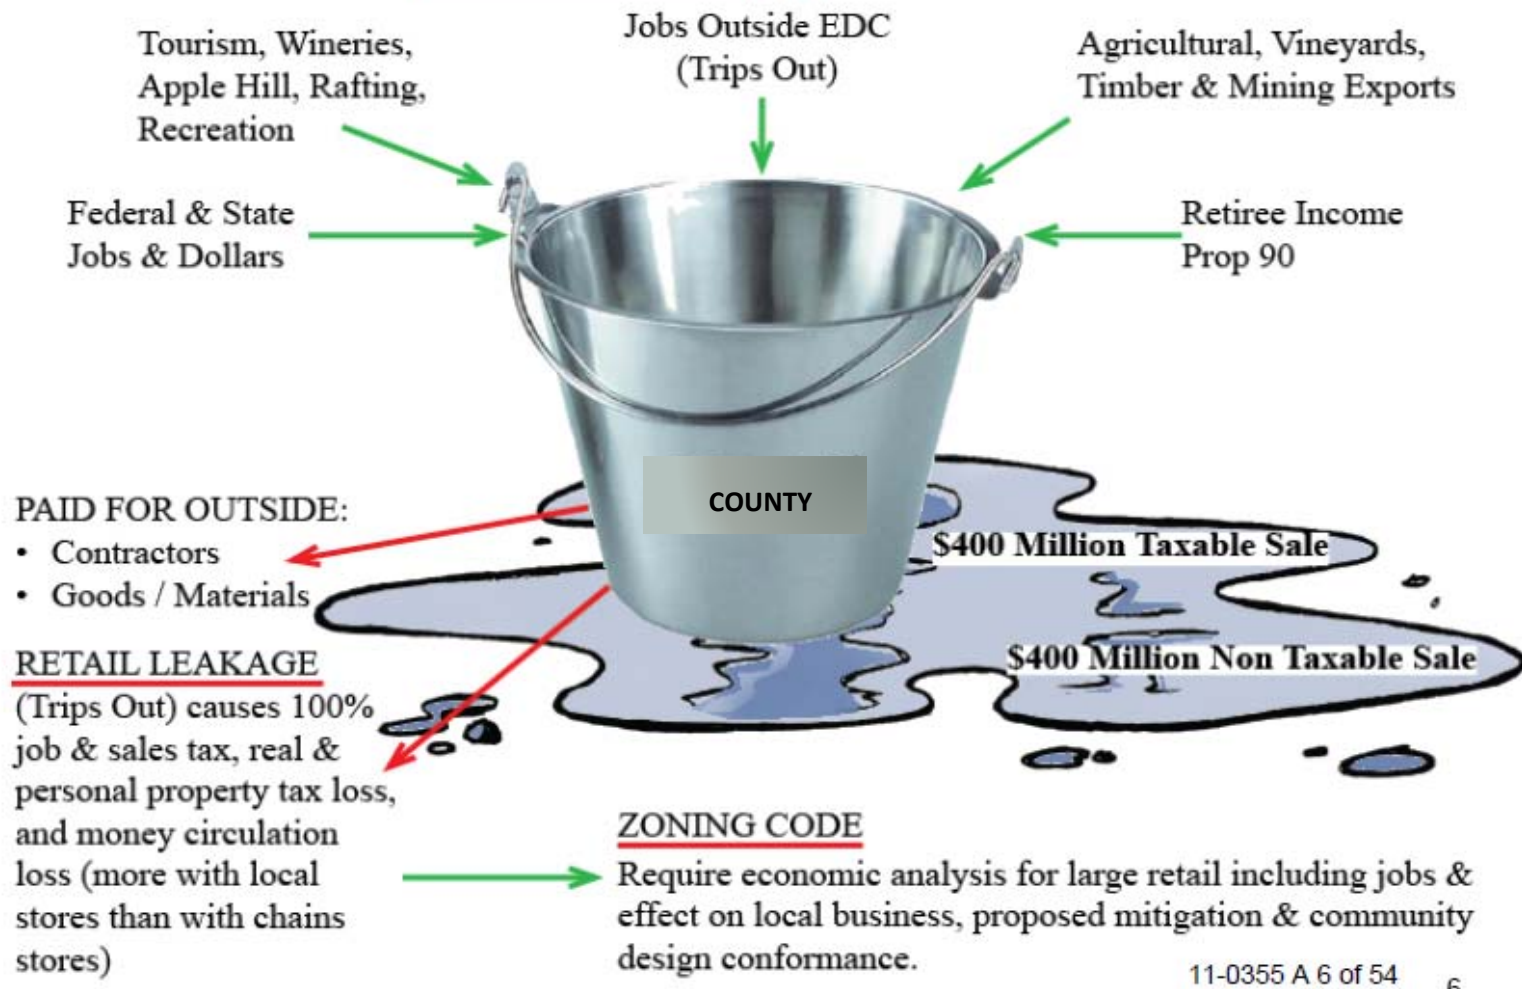 Jobs Outside EDC
(Trips Out)
Tourism, Wineries,
Apple Hill, Rafting,
Recreation
Agricultural, Vineyards,
Timber & Mining Exports
Federal & State
Jobs & Dollars
Retiree Income
Prop 90
COUNTY
PAID FOR OUTSIDE:
• Contractors
• Goods / Materials
$400 Million Taxable Sale
$400 Million Non Taxable Sale
RETAIL LEAKAGE
(Trips Out) causes 100%
job & sales tax, real &
personal property tax loss,
and money circulation
loss (more with local
stores than with chains
stores)
ZONING CODE
Require economic analysis for large retail including jobs &
effect on local business, proposed mitigation & community
design conformance.
11-0355 A 6 of 54
6